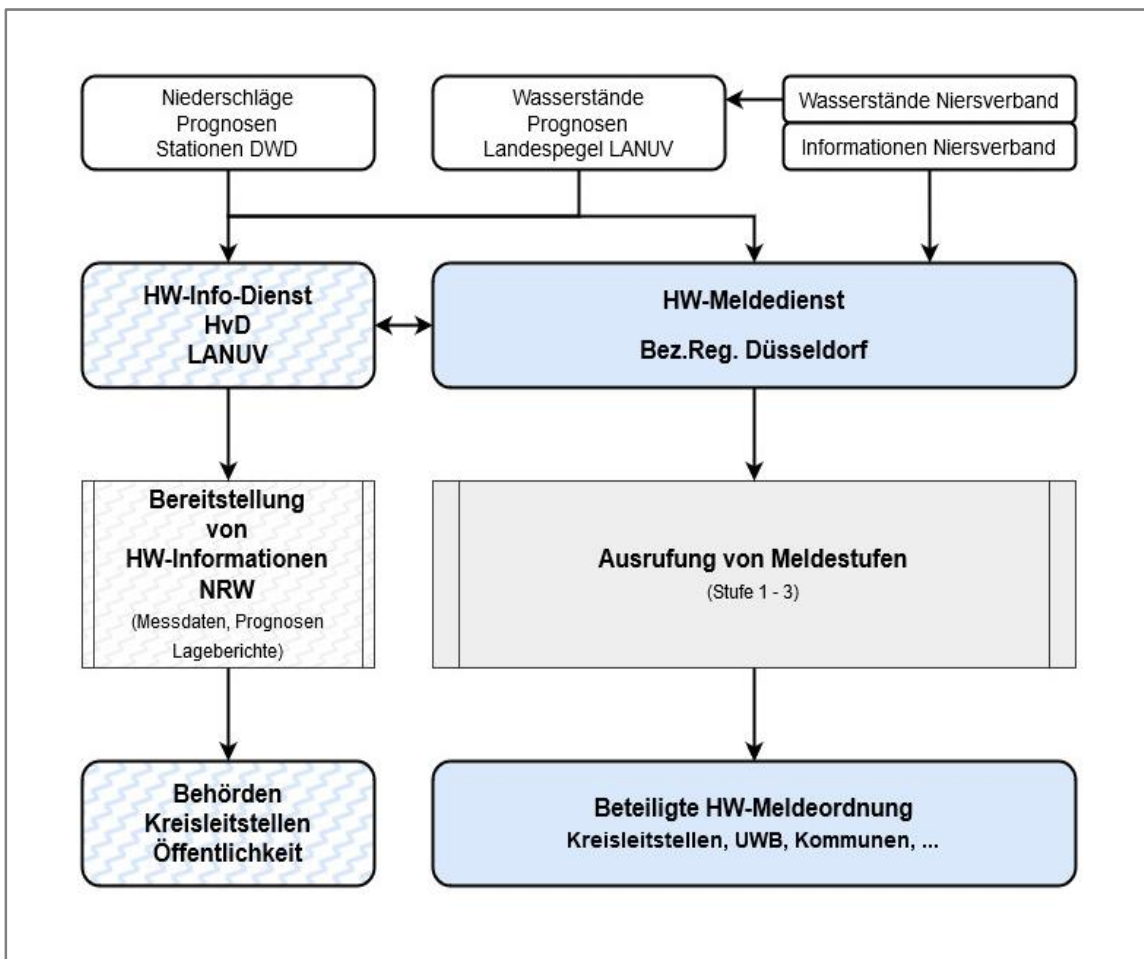 Niederschläge
Prognosen
Stationen DWD
Wasserstände
Prognosen
Landespegel LANUV
Wasserstände Niersverband
Informationen Niersverband
HW-Info-Dienst
HvD
LANUV
HW-Meldedienst
Bez.Reg. Düsseldorf
Bereitstellung
von
HW-Informationen
NRW
(Messdaten, Prognosen
Lageberichte)
Ausrufung von Meldestufen
(Stufe 1 - 3)
Behörden
Kreisleitstellen
Öffentlichkeit
Beteiligte HW-Meldeordnung
Kreisleitstellen, UWB, Kommunen, ...